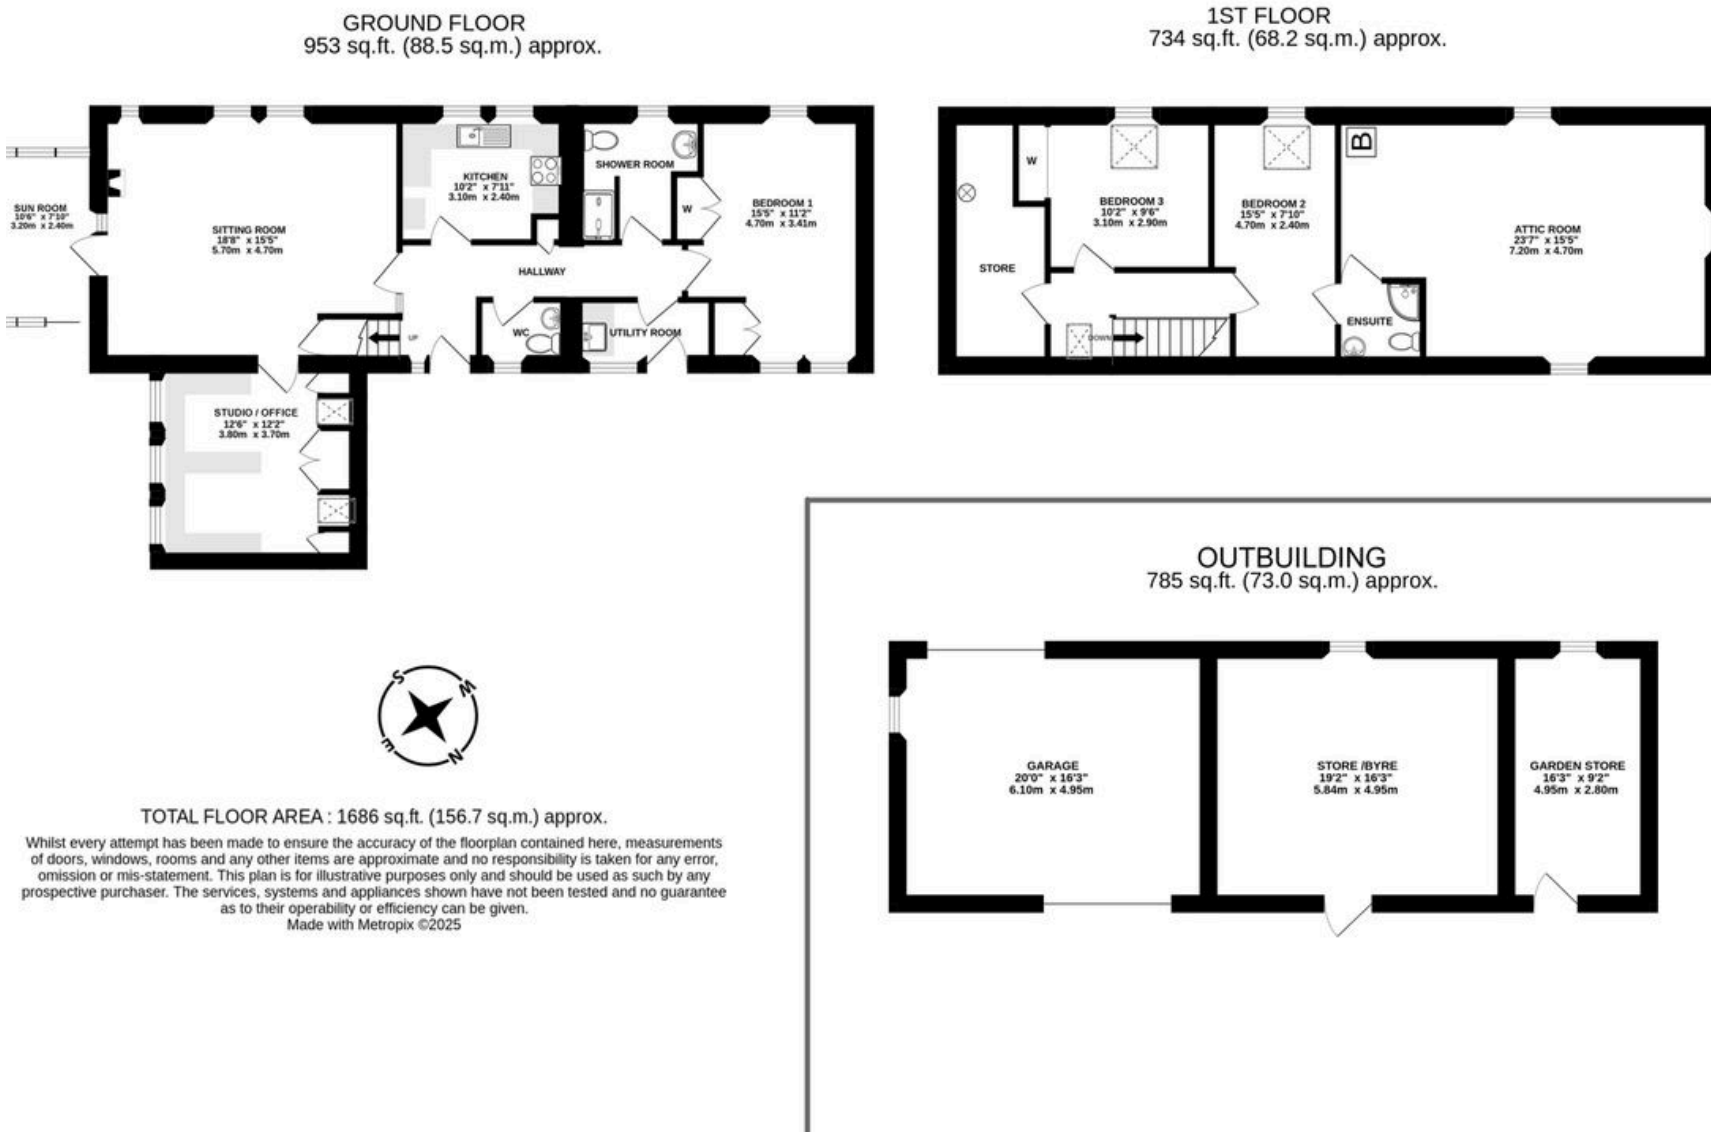 GROUND FLOOR
953 sq.ft. (88.5 sq.m.) approx.
SUN ROOM
10'6" x 7'10"
3.20m x 2.40m
SITTING ROOM
18'8" x 15'5"
5.70m x 4.70m
KITCHEN
10'2" x 7'11"
3.10m x 2.40m
SHOWER ROOM
W
BEDROOM 1
15'5" x 11'2"
4.70m x 3.41m
HALLWAY
UP
WC
UTILITY ROOM
STUDIO / OFFICE
12'6" x 12'2"
3.80m x 3.70m
1ST FLOOR
734 sq.ft. (68.2 sq.m.) approx.
W
B
BEDROOM 3
10'2" x 9'6"
3.10m x 2.90m
BEDROOM 2
15'5" x 7'10"
4.70m x 2.40m
ATTIC ROOM
23'7" x 15'5"
7.20m x 4.70m
STORE
ENSUITE
DOWN
OUTBUILDING
785 sq.ft. (73.0 sq.m.) approx.
GARAGE
20'0" x 16'3"
6.10m x 4.95m
STORE /BYRE
19'2" x 16'3"
5.84m x 4.95m
GARDEN STORE
16'3" x 9'2"
4.95m x 2.80m
S
W
E
N
TOTAL FLOOR AREA : 1686 sq.ft. (156.7 sq.m.) approx.
Whilst every attempt has been made to ensure the accuracy of the floorplan contained here, measurements
of doors, windows, rooms and any other items are approximate and no responsibility is taken for any error,
omission or mis-statement. This plan is for illustrative purposes only and should be used as such by any
prospective purchaser. The services, systems and appliances shown have not been tested and no guarantee
as to their operability or efficiency can be given.
Made with Metropix ©2025